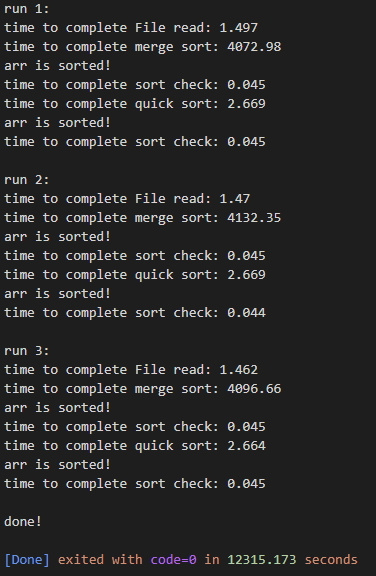 run 1:
time to complete File read: 1.497
time to complete merge sort: 4072.98
arr is sorted!
time to complete sort check: 0.045
time to complete quick sort: 2.669
arr is sorted!
time to complete sort check: 0.045

run 2:
time to complete File read: 1.47
time to complete merge sort: 4132.35
arr is sorted!
time to complete sort check: 0.045
time to complete quick sort: 2.669
arr is sorted!
time to complete sort check: 0.044

run 3:
time to complete File read: 1.462
time to complete merge sort: 4096.66
arr is sorted!
time to complete sort check: 0.045
time to complete quick sort: 2.664
arr is sorted!
time to complete sort check: 0.045

done!

[Done] exited with code=0 in 12315.173 seconds